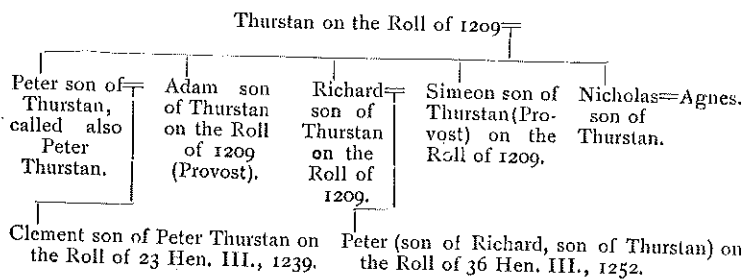 Thurstan on the Roll of 1209
Peter son of
Thurstan,
called also
Peter
Thurstan.
Adam son
of Thurstan
on the Roll
of 1209
(Provost).
Richard
son of
Thurstan
on the
Roll of
1209.
Simeon son of
Thurstan (Pro-
vost) on the
Roll of 1209.
Nicholas=Agnes.
son of
Thurstan.
Clement son of Peter Thurstan on
the Roll of 23 Hen. III., 1239.
Peter (son of Richard, son of Thurstan) on
the Roll of 36 Hen. III., 1252.